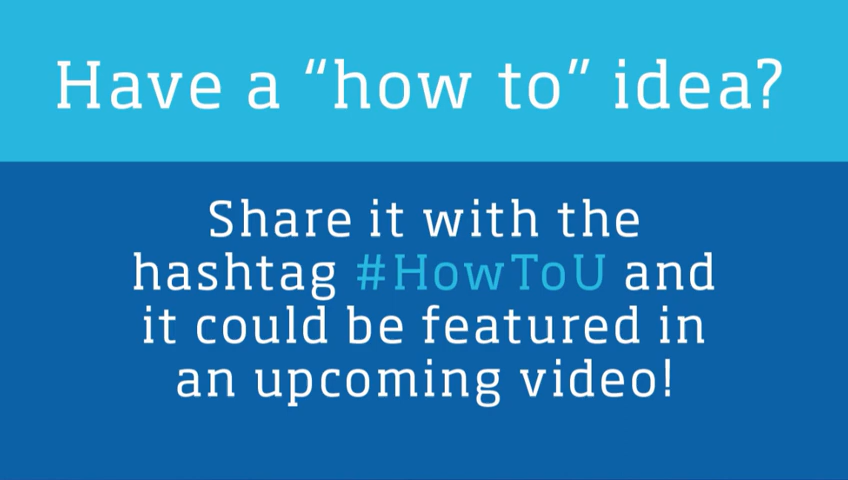 Have a “how to” idea?
Share it with the
hashtag #HowToU and
it could be featured in
an upcoming video!